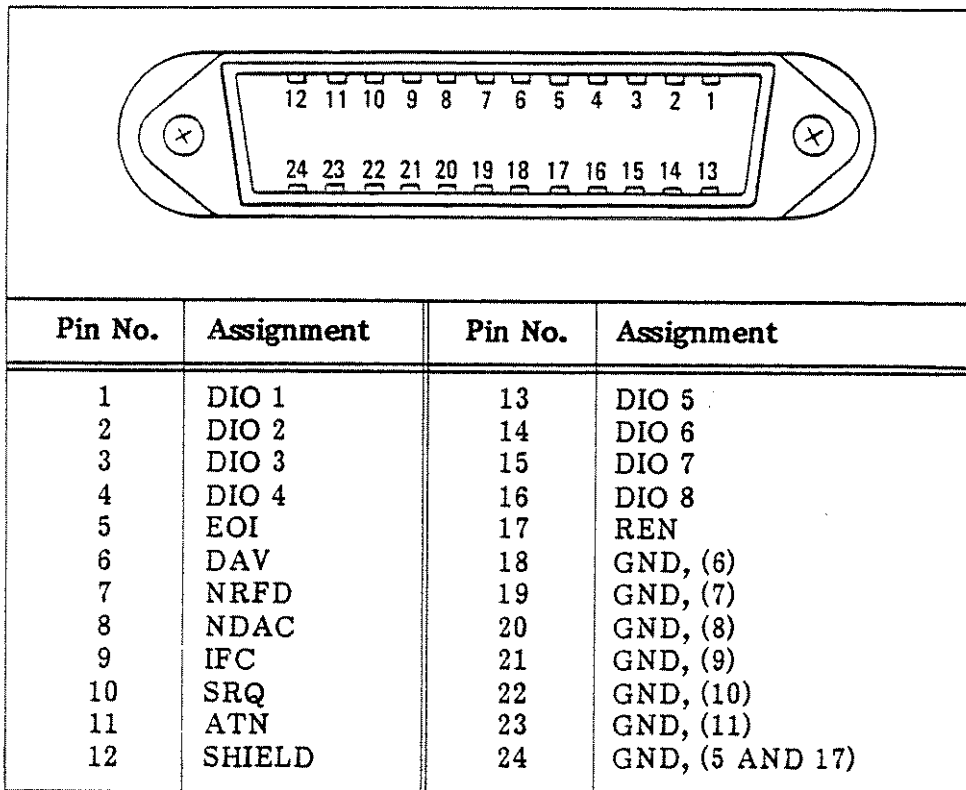 12 11 10 9 8 7 6 5 4 3 2 1
24 23 22 21 20 19 18 17 16 15 14 13
Pin No. Assignment Pin No. Assignment
1 DIO 1 13 DIO 5
2 DIO 2 14 DIO 6
3 DIO 3 15 DIO 7
4 DIO 4 16 DIO 8
5 EOI 17 REN
6 DAV 18 GND, (6)
7 NRFD 19 GND, (7)
8 NDAC 20 GND, (8)
9 IFC 21 GND, (9)
10 SRQ 22 GND, (10)
11 ATN 23 GND, (11)
12 SHIELD 24 GND, (5 AND 17)